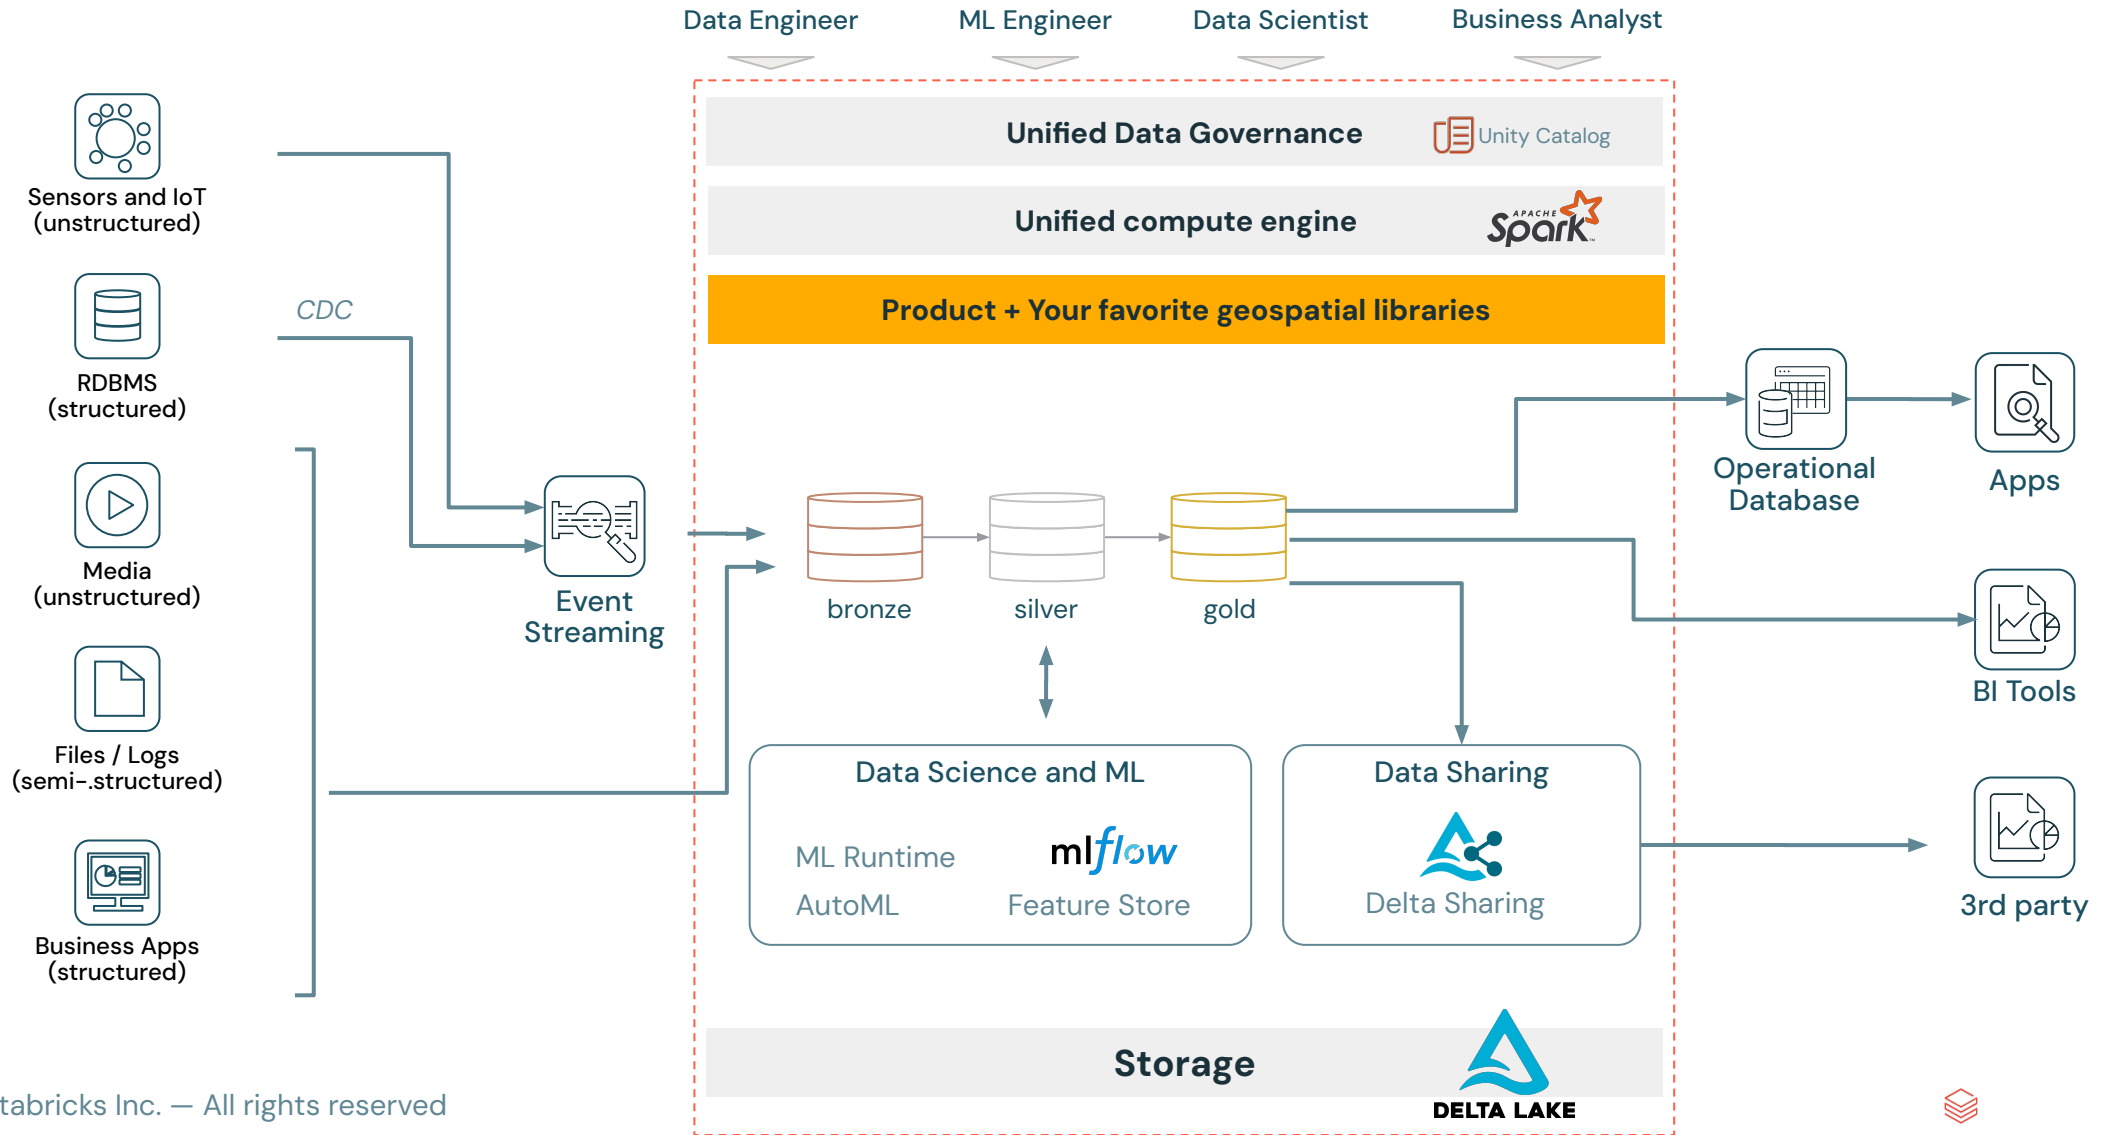 Data Engineer
ML Engineer
Data Scientist
Business Analyst
Unified Data Governance
Unity Catalog
Unified compute engine
APACHE
Spark™
Product + Your favorite geospatial libraries
Sensors and IoT
(unstructured)
CDC
RDBMS
(structured)
Media
(unstructured)
Files / Logs
(semi-.structured)
Business Apps
(structured)
Event
Streaming
bronze
silver
gold
Operational
Database
Apps
BI Tools
3rd party
Data Science and ML
ML Runtime
mlflow
AutoML
Feature Store
Data Sharing
Delta Sharing
Storage
DELTA LAKE
tabricks Inc. — All rights reserved